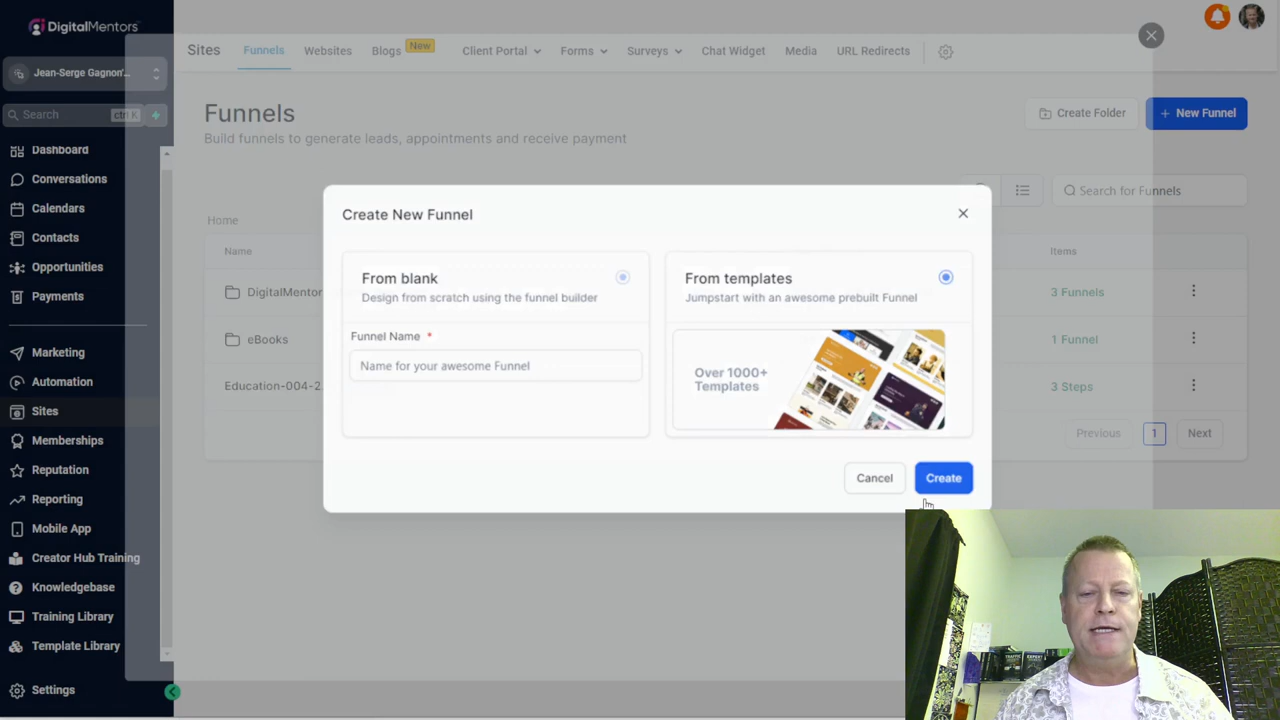 DigitalMentors
Jean-Serge Gagnon'...
Search
ctrl K
Dashboard
Conversations
Calendars
Contacts
Opportunities
Payments
Marketing
Automation
Sites
Memberships
Reputation
Reporting
Mobile App
Creator Hub Training
Knowledgebase
Training Library
Template Library
Settings
Sites
Funnels
Websites
Blogs
New
Client Portal
Forms
Surveys
Chat Widget
Media
URL Redirects
Funnels
Build funnels to generate leads, appointments and receive payment
Create Folder
+ New Funnel
Search for Funnels
Home
Name
Items
DigitalMentor
3 Funnels
eBooks
1 Funnel
Education-004-2
3 Steps
Previous
1
Next
Create New Funnel
From blank
Design from scratch using the funnel builder
Funnel Name *
Name for your awesome Funnel
From templates
Jumpstart with an awesome prebuilt Funnel
Over 1000+
Templates
Cancel
Create
TRAFFIC
EXPERT